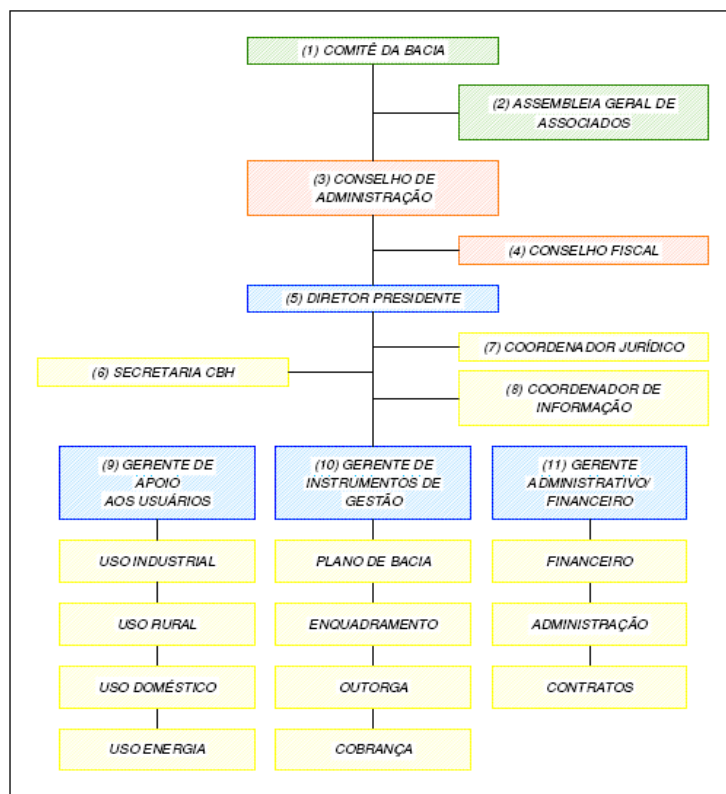 (1) COMITÊ DA BACIA
(2) ASSEMBLEIA GERAL DE
ASSOCIADOS
(3) CONSELHO DE
ADMINISTRAÇÃO
(4) CONSELHO FISCAL
(5) DIRETOR PRESIDENTE
(7) COORDENADOR JURÍDICO
(6) SECRETARIA CBH
(8) COORDENADOR DE
INFORMAÇÃO
(9) GERENTE DE
APOIO
AOS USUÁRIOS
(10) GERENTE DE
INSTRUMENTOS DE
GESTÃO
(11) GERENTE
ADMINISTRATIVO/
FINANCEIRO
USO INDUSTRIAL
PLANO DE BACIA
FINANCEIRO
USO RURAL
ENQUADRAMENTO
ADMINISTRAÇÃO
USO DOMÉSTICO
OUTORGA
CONTRATOS
USO ENERGIA
COBRANÇA